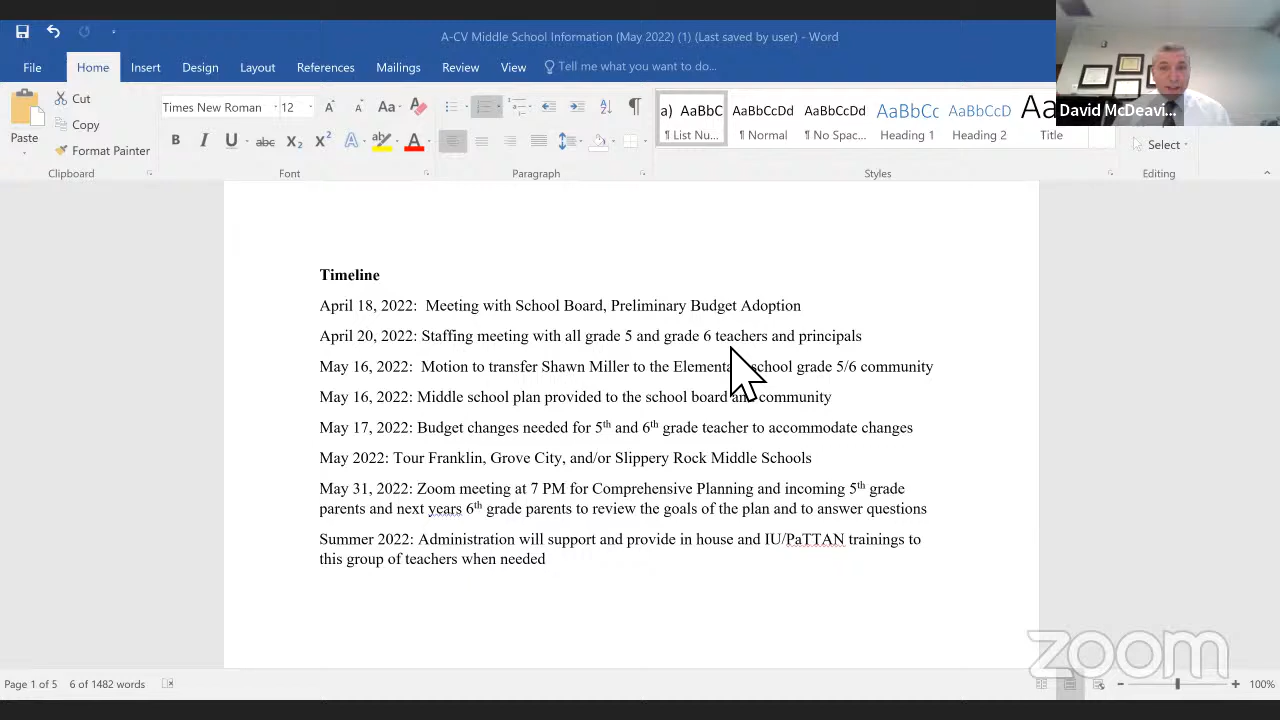 A-CV Middle School Information (May 2022) (1) (Last saved by user) - Word
David McDeavi...
File Home Insert Design Layout References Mailings Review View Tell me what you want to do...
Paste Cut Copy Format Painter
Times New Roman 12
a) AaBbC AaBbCcDd AaBbCcDd AaBbCc AaBbCcD Aa
¶ List Nu... ¶ Normal ¶ No Spac... Heading 1 Heading 2 Title
Select
Clipboard Font Paragraph Styles Editing
Timeline
April 18, 2022: Meeting with School Board, Preliminary Budget Adoption
April 20, 2022: Staffing meeting with all grade 5 and grade 6 teachers and principals
May 16, 2022: Motion to transfer Shawn Miller to the Elementa school grade 5/6 community
May 16, 2022: Middle school plan provided to the school board and community
May 17, 2022: Budget changes needed for 5th and 6th grade teacher to accommodate changes
May 2022: Tour Franklin, Grove City, and/or Slippery Rock Middle Schools
May 31, 2022: Zoom meeting at 7 PM for Comprehensive Planning and incoming 5th grade
parents and next years 6th grade parents to review the goals of the plan and to answer questions
Summer 2022: Administration will support and provide in house and IU/PaTTAN trainings to
this group of teachers when needed
zoom
Page 1 of 5 6 of 1482 words 100%